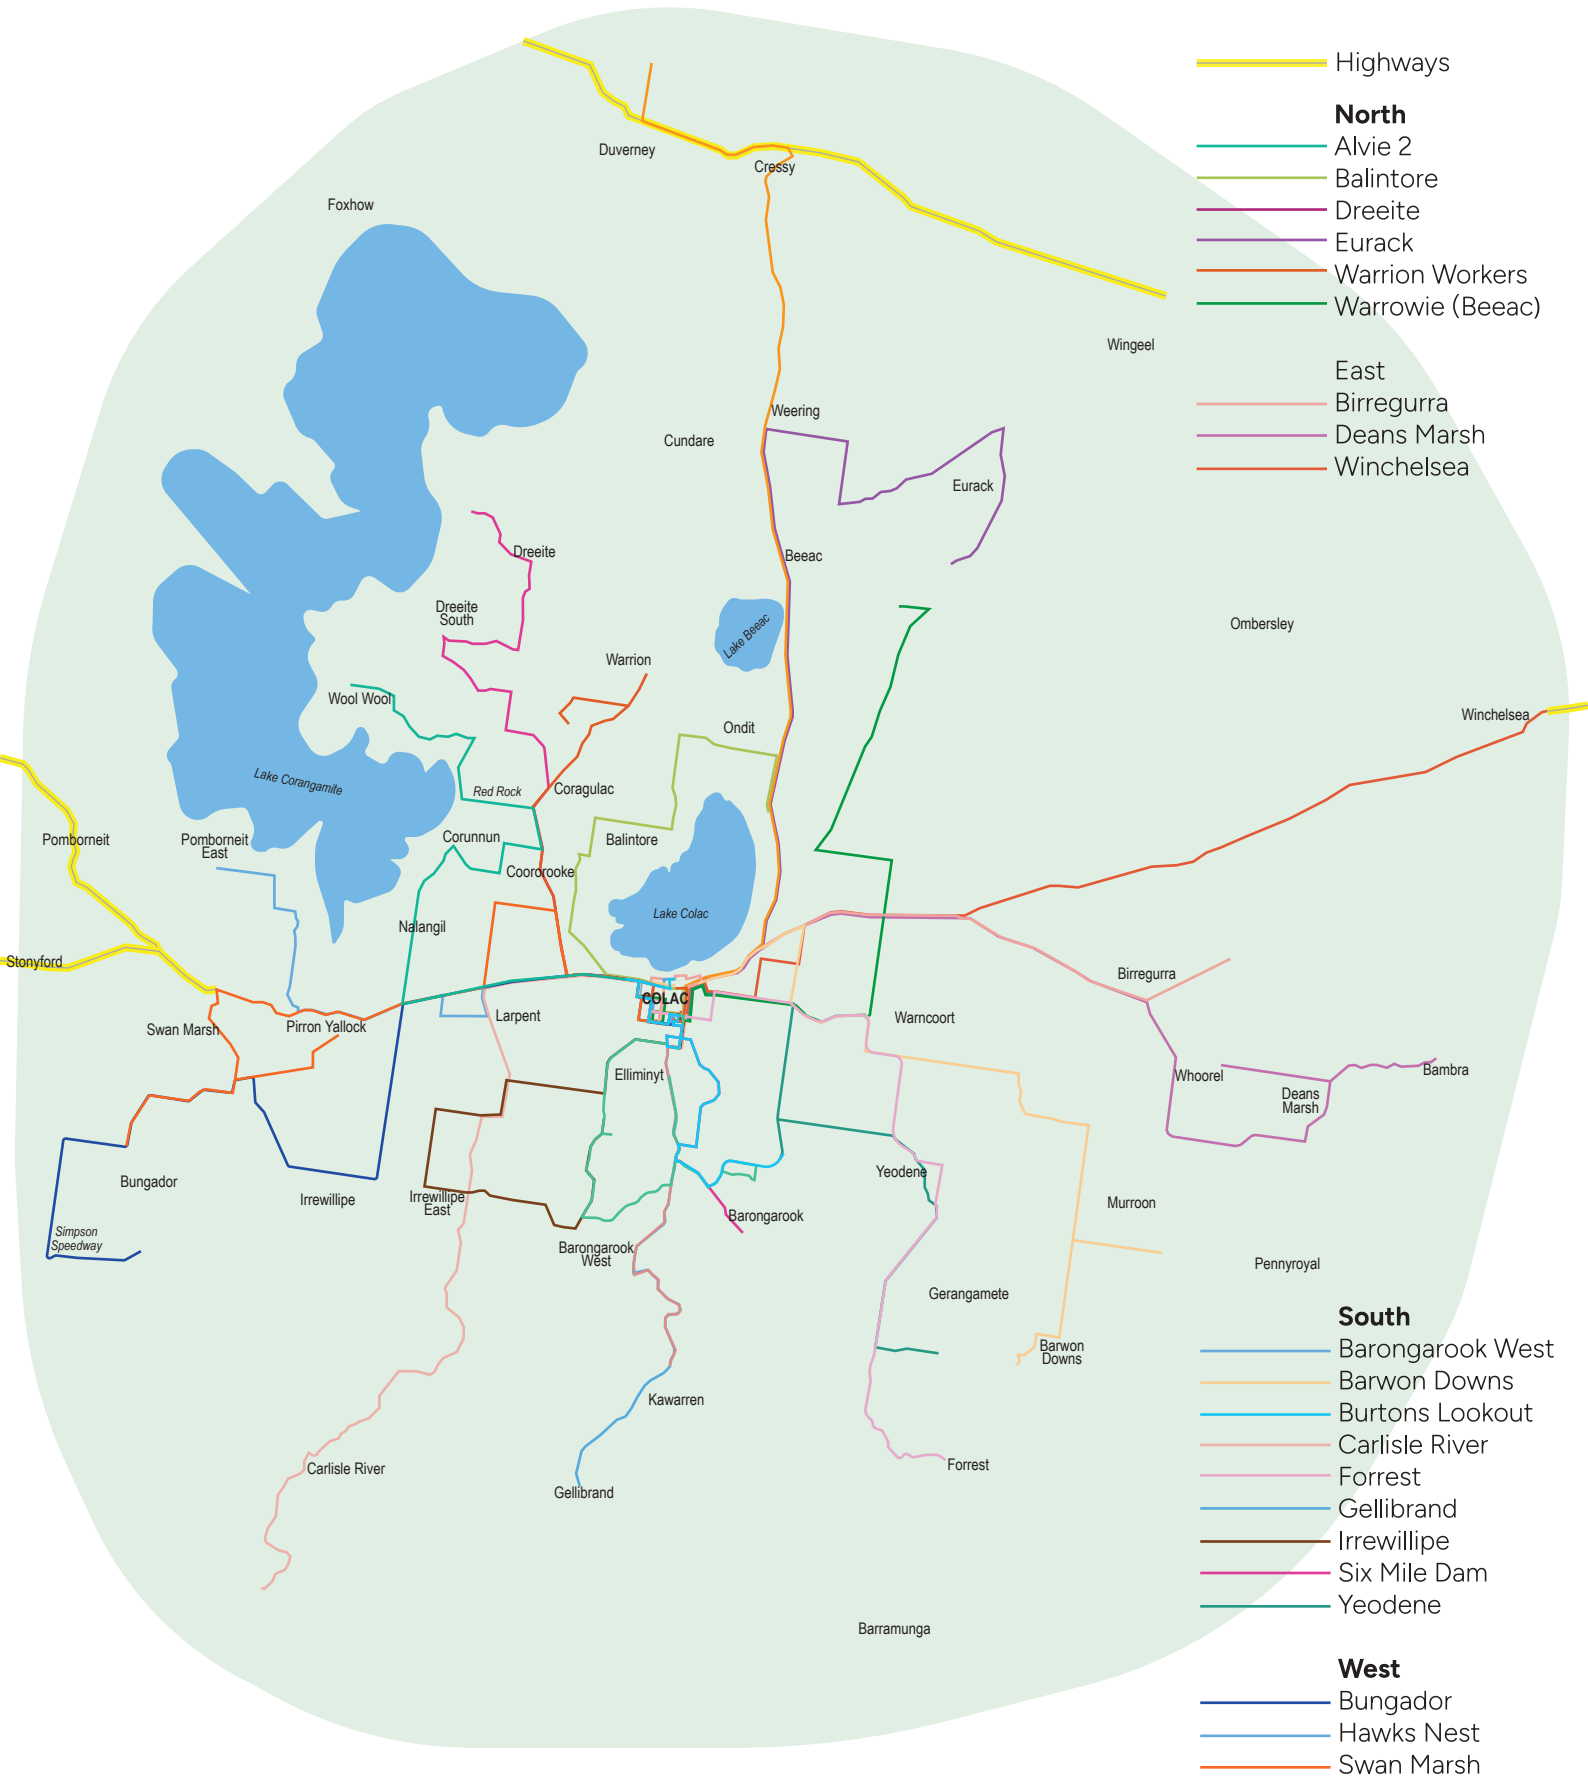 Highways
North
Alvie 2
Balintore
Dreeite
Eurack
Warrion Workers
Warrowie (Beeac)
East
Birregurra
Deans Marsh
Winchelsea
Duverney
Cressy
Foxhow
Wingeel
Weering
Cundare
Eurack
Dreeite
Beeac
Dreeite
South
Ombersley
Lake Beeac
Warrion
Wool Wool
Winchelsea
Ondit
Lake Corangamite
Red Rock
Coragulac
Pomborneit
Pomborneit
East
Corunnun
Balintore
Coororooke
Lake Colac
Nalangil
Stonyford
Birregurra
COLAC
Swan Marsh
Pirron Yallock
Larpent
Warncoort
Elliminyt
Whoorel
Bambra
Deans
Marsh
Bungador
Irrewillipe
Irrewillipe
East
Yeodene
Murroon
Barongarook
Simpson
Speedway
Barongarook
West
Pennyroyal
Gerangamete
Barwon
Downs
Kawarren
Carlisle River
Forrest
Gellibrand
Barramunga
South
Barongarook West
Barwon Downs
Burtons Lookout
Carlisle River
Forrest
Gellibrand
Irrewillipe
Six Mile Dam
Yeodene
West
Bungador
Hawks Nest
Swan Marsh